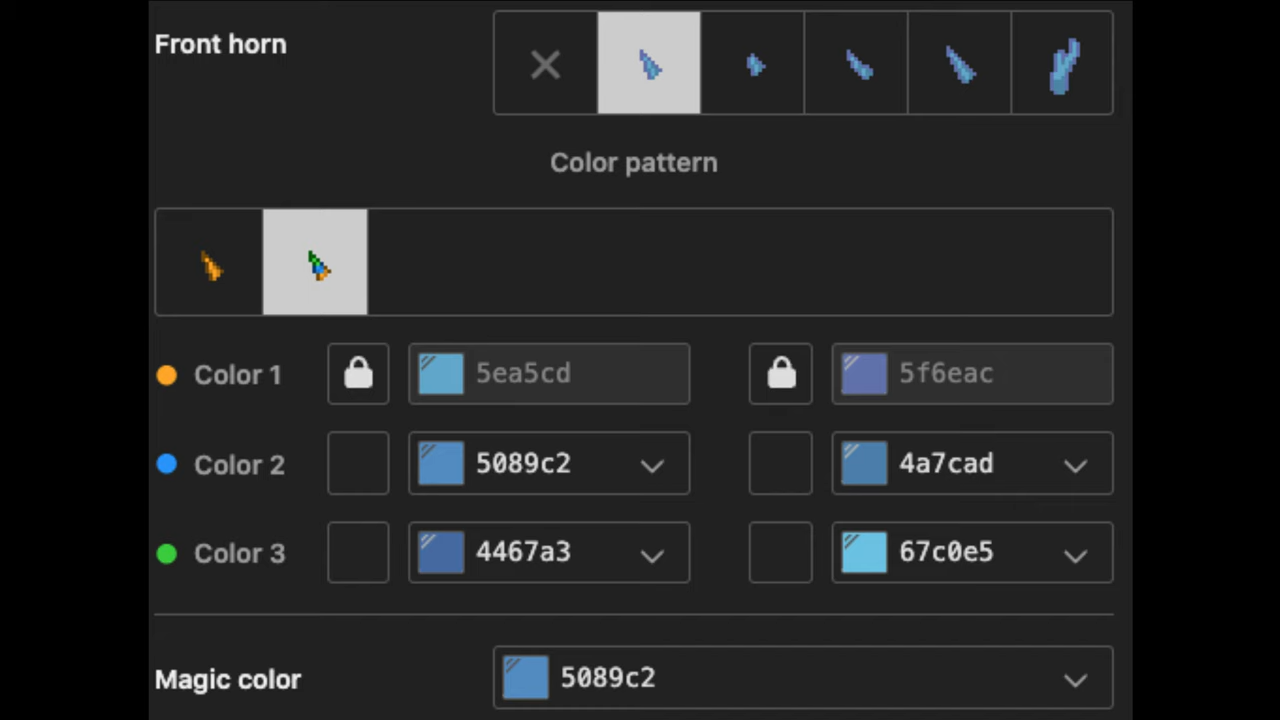 Front horn
Color pattern
Color 1 5ea5cd 5f6eac
Color 2 5089c2 4a7cad
Color 3 4467a3 67c0e5
Magic color 5089c2